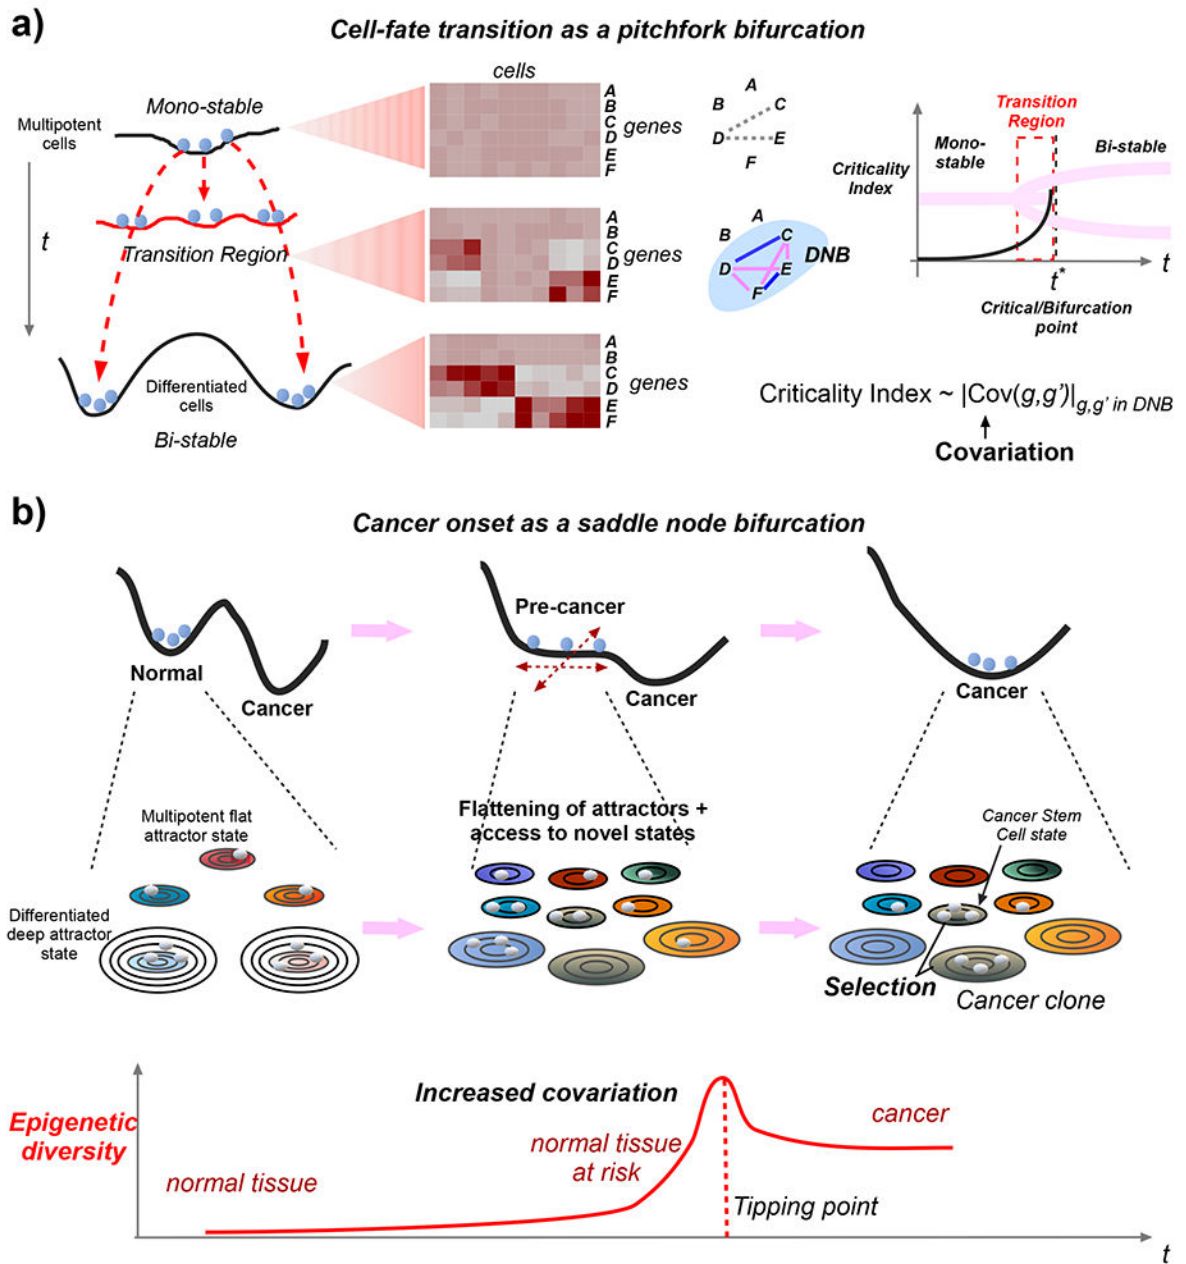 a)
Cell-fate transition as a pitchfork bifurcation
cells
Mono-stable
Multipotent
cells
t
Transition Region
Differentiated
cells
Bi-stable
A
B
C
D
E
F
genes
A
B
C
D
E
F
genes
A
B
C
D
E
F
genes
A
B
C
D
E
F
A
B
C
D
E
F
DNB
Transition
Region
Mono-
stable
Bi-stable
Criticality
Index
t
t*
Critical/Bifurcation
point
Criticality Index ~ |Cov(g,g')|g,g' in DNB
Covariation
b)
Cancer onset as a saddle node bifurcation
Normal
Cancer
Pre-cancer
Cancer
Cancer
Multipotent flat
attractor state
Differentiated
deep attractor
state
Flattening of attractors +
access to novel states
Cancer Stem
Cell state
Selection
Cancer clone
Epigenetic
diversity
Increased covariation
normal tissue
normal tissue
at risk
cancer
Tipping point
t